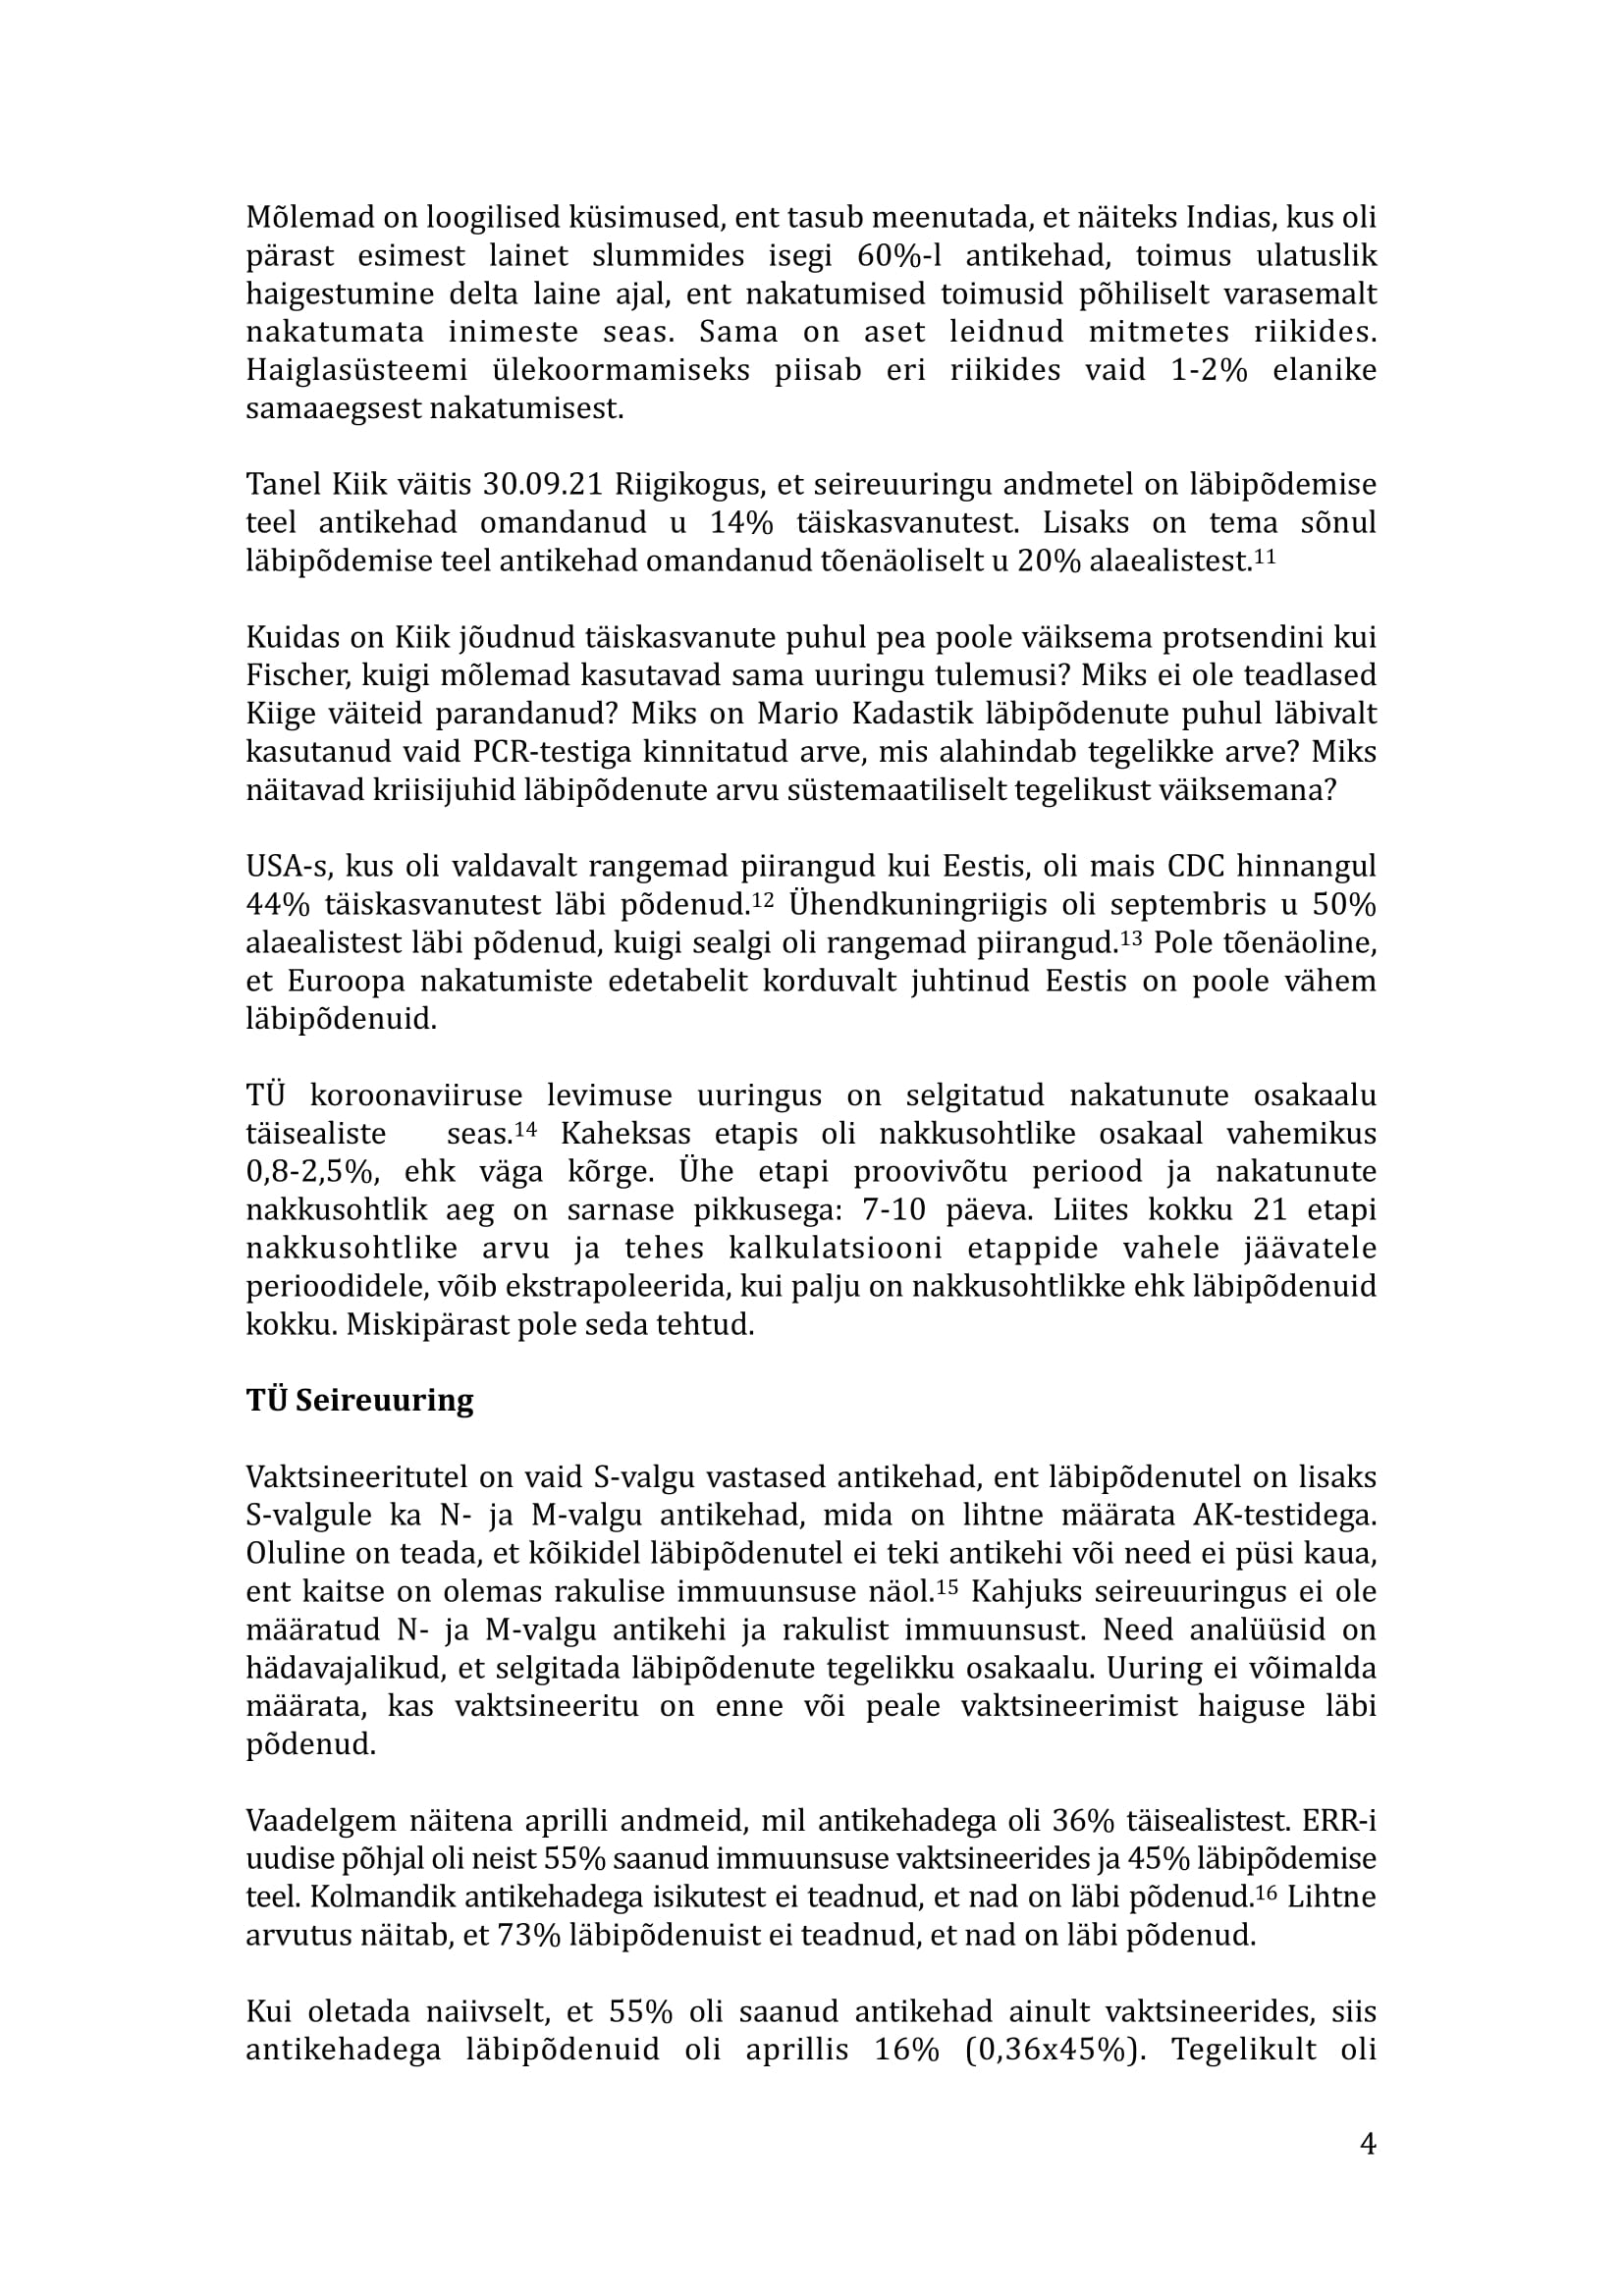 Mõlemad on loogilised küsimused, ent tasub meenutada, et näiteks Indias, kus oli
pärast esimest lainet slummides isegi 60%-l antikehad, toimus ulatuslik
haigestumine delta laine ajal, ent nakatumised toimusid põhiliselt varasemalt
nakatumata inimeste seas. Sama on aset leidnud mitmetes riikides.
Haiglasüsteemi ülekoormamiseks piisab eri riikides vaid 1-2% elanike
samaaegsest nakatumisest.
Tanel Kiik väitis 30.09.21 Riigikogus, et seireuuringu andmetel on läbipõdemise
teel antikehad omandanud u 14% täiskasvanutest. Lisaks on tema sõnul
läbipõdemise teel antikehad omandanud tõenäoliselt u 20% alaealistest.¹¹
Kuidas on Kiik jõudnud täiskasvanute puhul pea poole väiksema protsendini kui
Fischer, kuigi mõlemad kasutavad sama uuringu tulemusi? Miks ei ole teadlased
Kiige väiteid parandanud? Miks on Mario Kadastik läbipõdenute puhul läbivalt
kasutanud vaid PCR-testiga kinnitatud arve, mis alahindab tegelikke arve? Miks
näitavad kriisijuhid läbipõdenute arvu süstemaatiliselt tegelikust väiksemana?
USA-s, kus oli valdavalt rangemad piirangud kui Eestis, oli mais CDC hinnangul
44% täiskasvanutest läbi põdenud.¹² Ühendkuningriigis oli septembris u 50%
alaealistest läbi põdenud, kuigi sealgi oli rangemad piirangud.¹³ Pole tõenäoline,
et Euroopa nakatumiste edetabelit korduvalt juhtinud Eestis on poole vähem
läbipõdenuid.
TÜ koroonaviiruse levimuse uuringus on selgitatud nakatunute osakaalu
täisealiste seas.¹⁴ Kaheksas etapis oli nakkusohtlike osakaal vahemikus
0,8-2,5%, ehk väga kõrge. Ühe etapi proovivõtu periood ja nakatunute
nakkusohtlik aeg on sarnase pikkusega: 7-10 päeva. Liites kokku 21 etapi
nakkusohtlike arvu ja tehes kalkulatsiooni etappide vahele jäävatele
perioodidele, võib ekstrapoleerida, kui palju on nakkusohtlikke ehk läbipõdenuid
kokku. Miskipärast pole seda tehtud.
TÜ Seireuuring
Vaktsineeritutel on vaid S-valgu vastased antikehad, ent läbipõdenutel on lisaks
S-valgule ka N- ja M-valgu antikehad, mida on lihtne määrata AK-testidega.
Oluline on teada, et kõikidel läbipõdenutel ei teki antikehi või need ei püsi kaua,
ent kaitse on olemas rakulise immuunsuse näol.¹⁵ Kahjuks seireuuringus ei ole
määratud N- ja M-valgu antikehi ja rakulist immuunsust. Need analüüsid on
hädavajalikud, et selgitada läbipõdenute tegelikku osakaalu. Uuring ei võimalda
määrata, kas vaktsineeritu on enne või peale vaktsineerimist haiguse läbi
põdenud.
Vaadelgem näitena aprilli andmeid, mil antikehadega oli 36% täisealistest. ERR-i
uudise põhjal oli neist 55% saanud immuunsuse vaktsineerides ja 45% läbipõdemise
teel. Kolmandik antikehadega isikutest ei teadnud, et nad on läbi põdenud.¹⁶ Lihtne
arvutus näitab, et 73% läbipõdenuist ei teadnud, et nad on läbi põdenud.
Kui oletada naiivselt, et 55% oli saanud antikehad ainult vaktsineerides, siis
antikehadega läbipõdenuid oli aprillis 16% (0,36x45%). Tegelikult oli
4